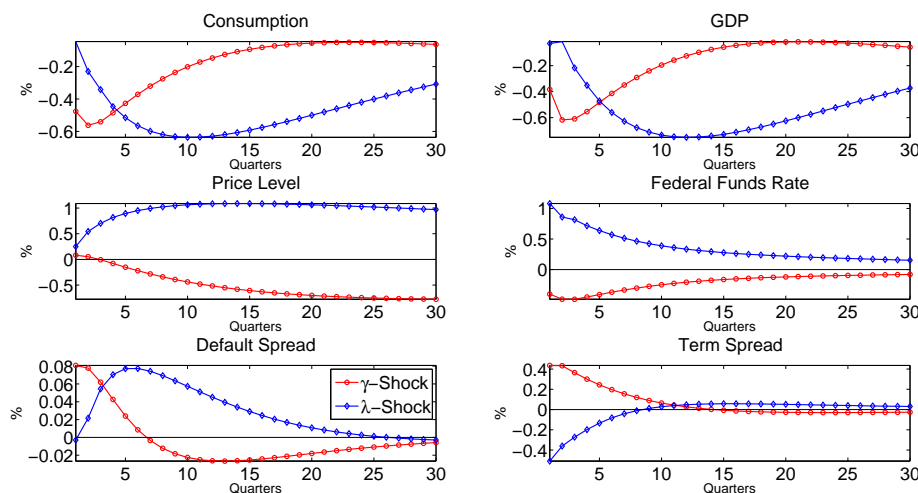 Consumption
%
−0.2
−0.4
−0.6
5 10 15 20 25 30
Quarters
GDP
%
−0.2
−0.4
−0.6
5 10 15 20 25 30
Quarters
Price Level
%
1
0.5
0
−0.5
5 10 15 20 25 30
Quarters
Federal Funds Rate
%
1
0.5
0
5 10 15 20 25 30
Quarters
Default Spread
%
0.08
0.06
0.04
0.02
0
−0.02
5 10 15 20 25 30
Quarters
γ−Shock
λ−Shock
Term Spread
%
0.4
0.2
0
−0.2
−0.4
5 10 15 20 25 30
Quarters